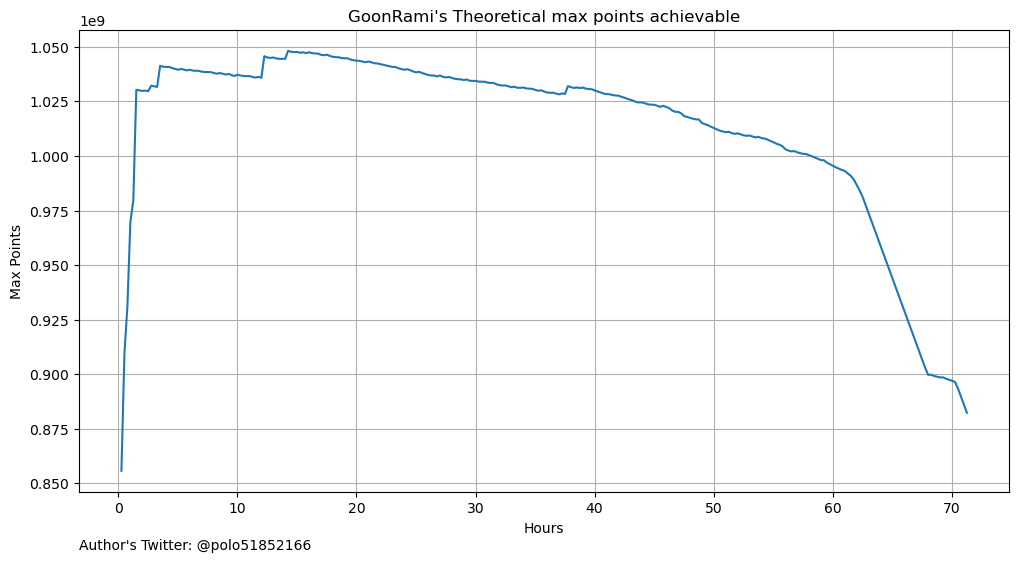 GoonRami's Theoretical max points achievable
1e9
1.050
1.025
1.000
0.975
0.950
0.925
0.900
0.875
0.850
Max Points
0 10 20 30 40 50 60 70
Hours
Author's Twitter: @polo51852166